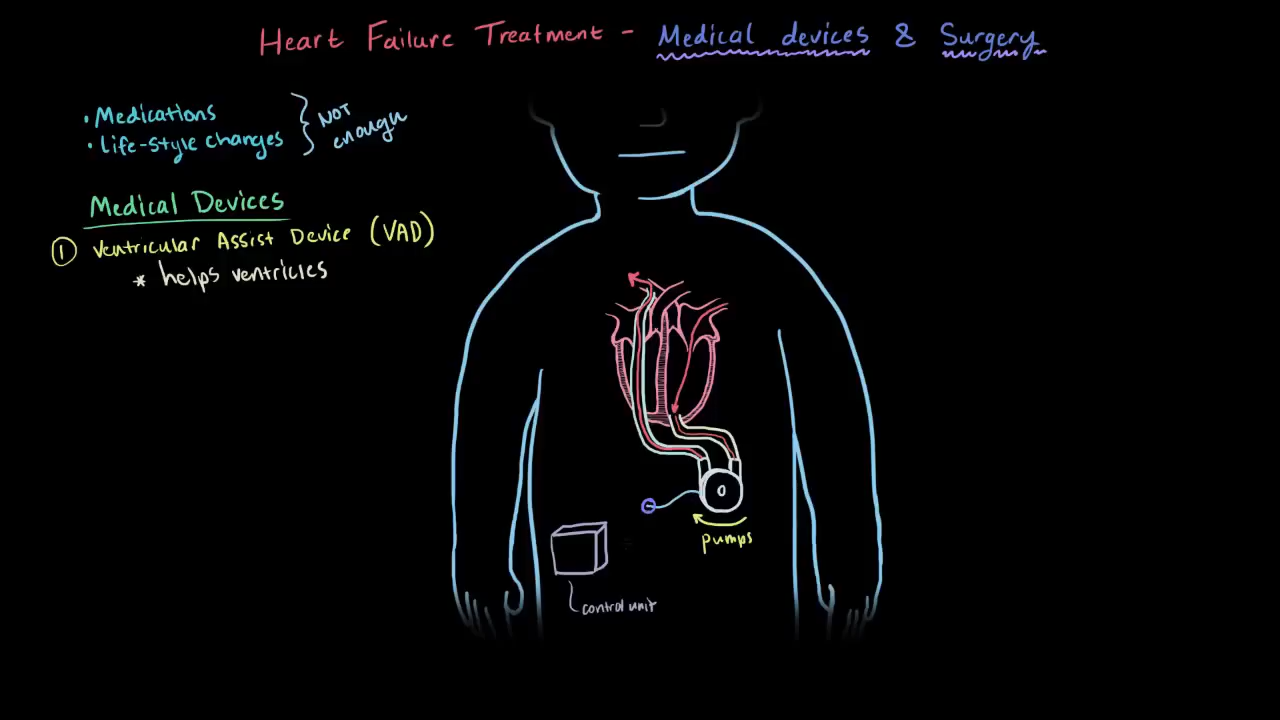 Heart Failure Treatment - Medical devices & Surgery
• Medications
• Life-style changes
NOT enough
Medical Devices
① Ventricular Assist Device (VAD)
* helps ventricles
pumps
control unit